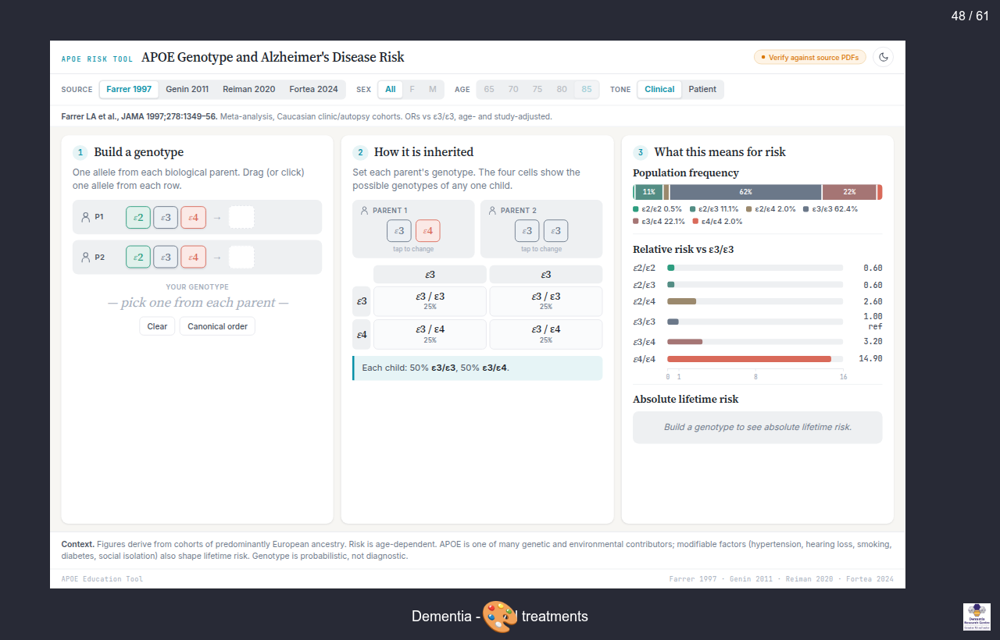 48 / 61
APOE RISK TOOL APOE Genotype and Alzheimer's Disease Risk
Verify against source PDFs
SOURCE Farrer 1997 Genin 2011 Reiman 2020 Fortea 2024 SEX All F M AGE 65 70 75 80 85 TONE Clinical Patient
Farrer LA et al., JAMA 1997;278:1349–56. Meta-analysis, Caucasian clinic/autopsy cohorts. ORs vs ε3/ε3, age- and study-adjusted.
1 Build a genotype
One allele from each biological parent. Drag (or click)
one allele from each row.
P1 ε2 ε3 ε4 →
P2 ε2 ε3 ε4 →
YOUR GENOTYPE
— pick one from each parent —
Clear Canonical order
2 How it is inherited
Set each parent's genotype. The four cells show the
possible genotypes of any one child.
PARENT 1 PARENT 2
ε3 ε4 ε3 ε3
tap to change tap to change
ε3 ε3
ε3 ε3 / ε3 ε3 / ε3
25% 25%
ε4 ε3 / ε4 ε3 / ε4
25% 25%
Each child: 50% ε3/ε3, 50% ε3/ε4.
3 What this means for risk
Population frequency
11% 62% 22%
ε2/ε2 0.5% ε2/ε3 11.1% ε2/ε4 2.0% ε3/ε3 62.4%
ε3/ε4 22.1% ε4/ε4 2.0%
Relative risk vs ε3/ε3
ε2/ε2 0.60
ε2/ε3 0.60
ε2/ε4 2.60
ε3/ε3 1.00
ref
ε3/ε4 3.20
ε4/ε4 14.90
0 1 8 16
Absolute lifetime risk
Build a genotype to see absolute lifetime risk.
Context. Figures derive from cohorts of predominantly European ancestry. Risk is age-dependent. APOE is one of many genetic and environmental contributors; modifiable factors (hypertension, hearing loss, smoking,
diabetes, social isolation) also shape lifetime risk. Genotype is probabilistic, not diagnostic.
APOE Education Tool Farrer 1997 · Genin 2011 · Reiman 2020 · Fortea 2024
Dementia - treatments
Dementia
Research Centre